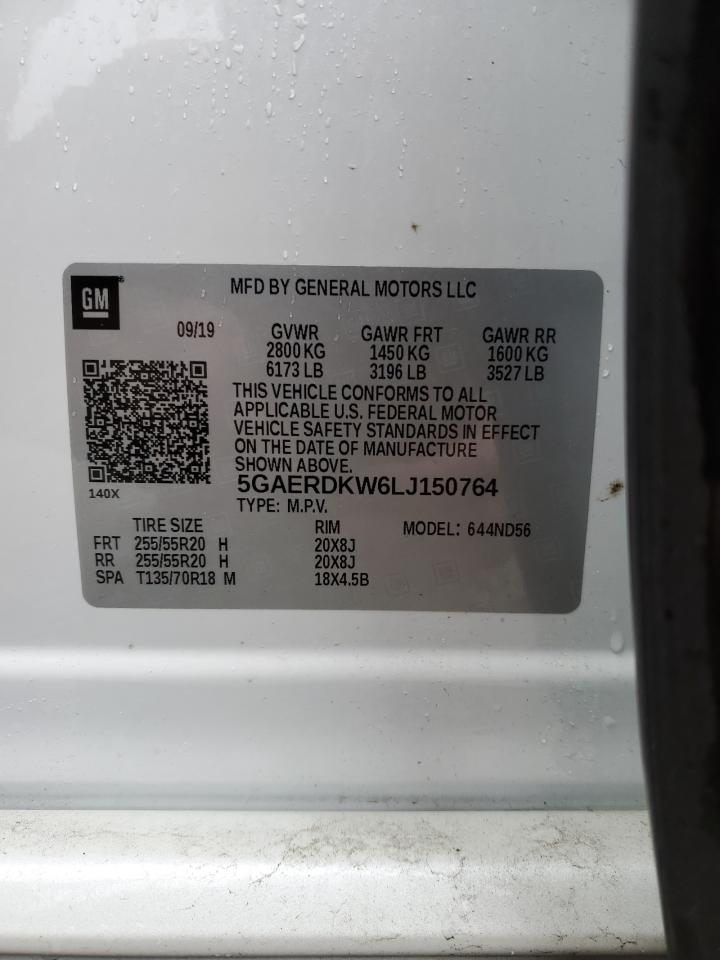 GM
MFD BY GENERAL MOTORS LLC
09/19 GVWR GAWR FRT GAWR RR
2800 KG 1450 KG 1600 KG
6173 LB 3196 LB 3527 LB
THIS VEHICLE CONFORMS TO ALL
APPLICABLE U.S. FEDERAL MOTOR
VEHICLE SAFETY STANDARDS IN EFFECT
ON THE DATE OF MANUFACTURE
SHOWN ABOVE.
140X
5GAERDKW6LJ150764
TYPE: M.P.V.
TIRE SIZE RIM MODEL: 644ND56
FRT 255/55R20 H 20X8J
RR 255/55R20 H 20X8J
SPA T135/70R18 M 18X4.5B